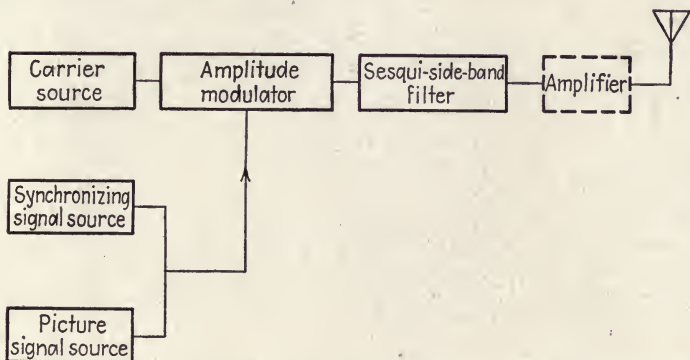 Carrier
source
Amplitude
modulator
Sesqui-side-band
filter
Amplifier
Synchronizing
signal source
Picture
signal source